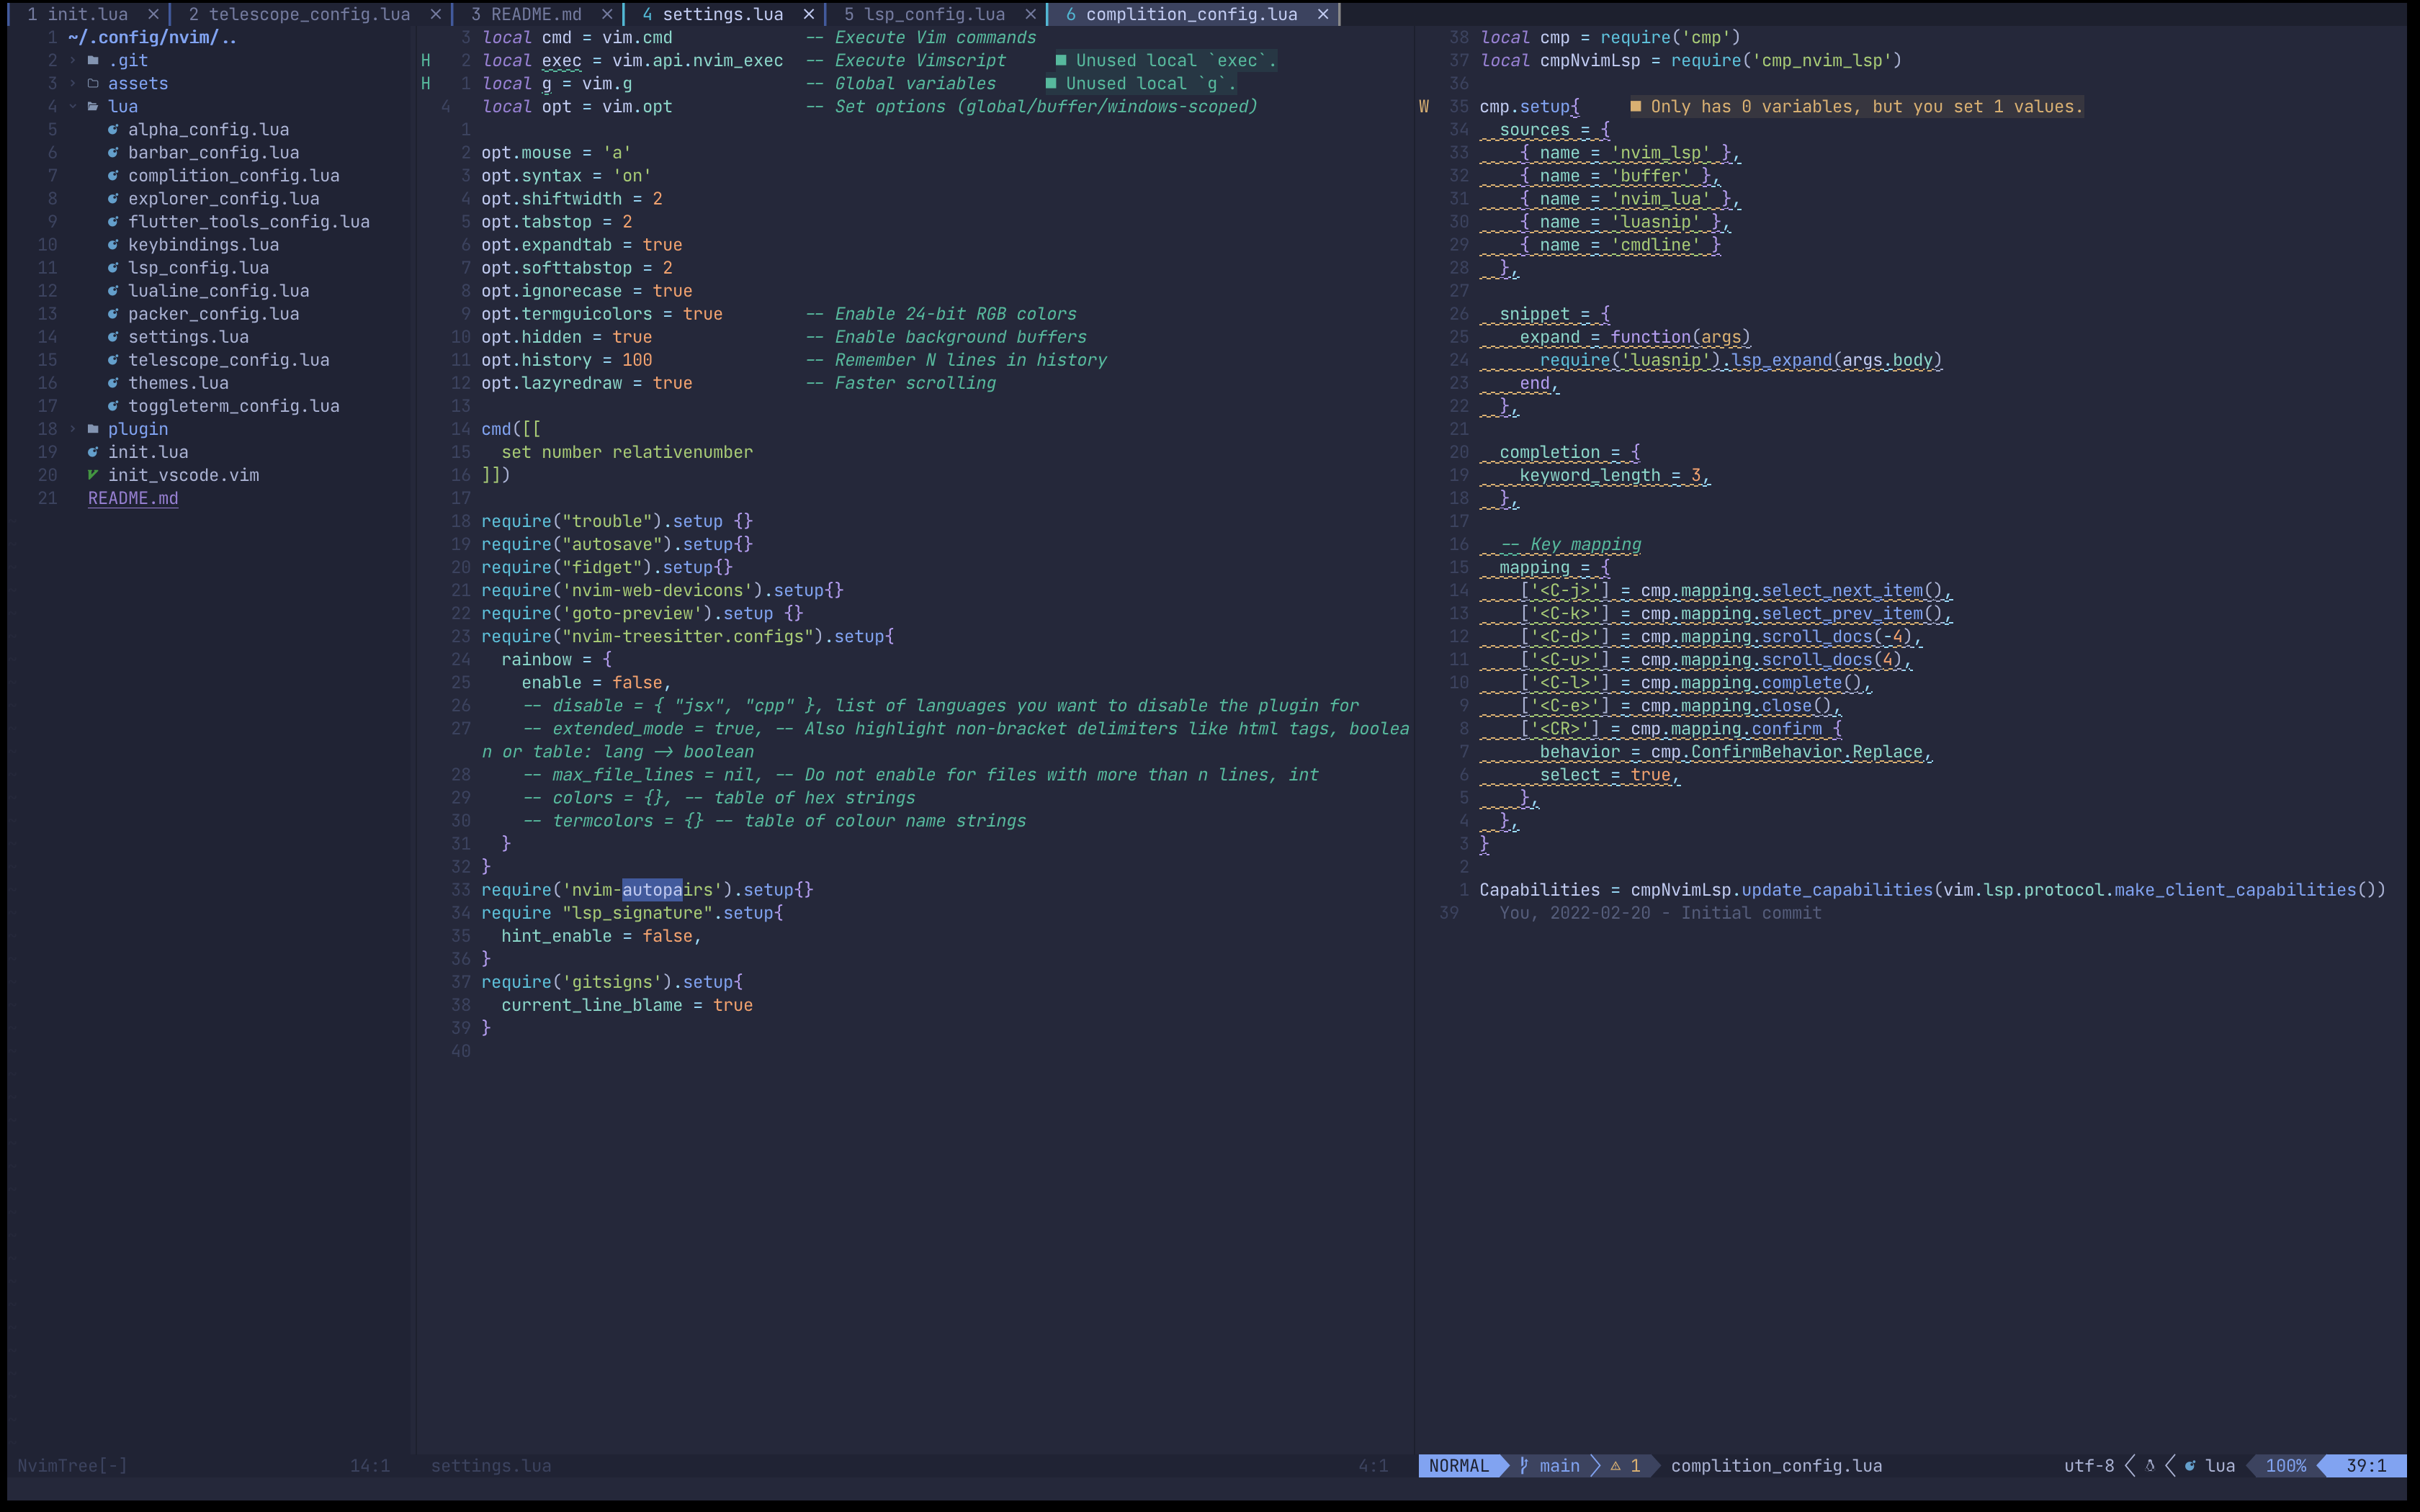 1 init.lua × 2 telescope_config.lua × 3 README.md × 4 settings.lua × 5 lsp_config.lua × 6 complition_config.lua ×
1 ~/.config/nvim/..
2 .git
3 assets
4 lua
5 alpha_config.lua
6 barbar_config.lua
7 complition_config.lua
8 explorer_config.lua
9 flutter_tools_config.lua
10 keybindings.lua
11 lsp_config.lua
12 lualine_config.lua
13 packer_config.lua
14 settings.lua
15 telescope_config.lua
16 themes.lua
17 toggleterm_config.lua
18 plugin
19 init.lua
20 init_vscode.vim
21 README.md
NvimTree[-] 14:1
3 local cmd = vim.cmd -- Execute Vim commands
H 2 local exec = vim.api.nvim_exec -- Execute Vimscript ■ Unused local `exec`.
H 1 local g = vim.g -- Global variables ■ Unused local `g`.
4 local opt = vim.opt -- Set options (global/buffer/windows-scoped)
1
2 opt.mouse = 'a'
3 opt.syntax = 'on'
4 opt.shiftwidth = 2
5 opt.tabstop = 2
6 opt.expandtab = true
7 opt.softtabstop = 2
8 opt.ignorecase = true
9 opt.termguicolors = true -- Enable 24-bit RGB colors
10 opt.hidden = true -- Enable background buffers
11 opt.history = 100 -- Remember N lines in history
12 opt.lazyredraw = true -- Faster scrolling
13
14 cmd([[
15 set number relativenumber
16 ]])
17
18 require("trouble").setup {}
19 require("autosave").setup{}
20 require("fidget").setup{}
21 require('nvim-web-devicons').setup{}
22 require('goto-preview').setup {}
23 require("nvim-treesitter.configs").setup{
24 rainbow = {
25 enable = false,
26 -- disable = { "jsx", "cpp" }, list of languages you want to disable the plugin for
27 -- extended_mode = true, -- Also highlight non-bracket delimiters like html tags, boolea
n or table: lang -> boolean
28 -- max_file_lines = nil, -- Do not enable for files with more than n lines, int
29 -- colors = {}, -- table of hex strings
30 -- termcolors = {} -- table of colour name strings
31 }
32 }
33 require('nvim-autopairs').setup{}
34 require "lsp_signature".setup{
35 hint_enable = false,
36 }
37 require('gitsigns').setup{
38 current_line_blame = true
39 }
40
settings.lua 4:1
38 local cmp = require('cmp')
37 local cmpNvimLsp = require('cmp_nvim_lsp')
36
W 35 cmp.setup{ ■ Only has 0 variables, but you set 1 values.
34 sources = {
33 { name = 'nvim_lsp' },
32 { name = 'buffer' },
31 { name = 'nvim_lua' },
30 { name = 'luasnip' },
29 { name = 'cmdline' }
28 },
27
26 snippet = {
25 expand = function(args)
24 require('luasnip').lsp_expand(args.body)
23 end,
22 },
21
20 completion = {
19 keyword_length = 3,
18 },
17
16 -- Key mapping
15 mapping = {
14 ['<C-j>'] = cmp.mapping.select_next_item(),
13 ['<C-k>'] = cmp.mapping.select_prev_item(),
12 ['<C-d>'] = cmp.mapping.scroll_docs(-4),
11 ['<C-u>'] = cmp.mapping.scroll_docs(4),
10 ['<C-l>'] = cmp.mapping.complete(),
9 ['<C-e>'] = cmp.mapping.close(),
8 ['<CR>'] = cmp.mapping.confirm {
7 behavior = cmp.ConfirmBehavior.Replace,
6 select = true,
5 },
4 },
3 }
2
1 Capabilities = cmpNvimLsp.update_capabilities(vim.lsp.protocol.make_client_capabilities())
39 You, 2022-02-20 - Initial commit
NORMAL main ⚠ 1 complition_config.lua utf-8 lua 100% 39:1